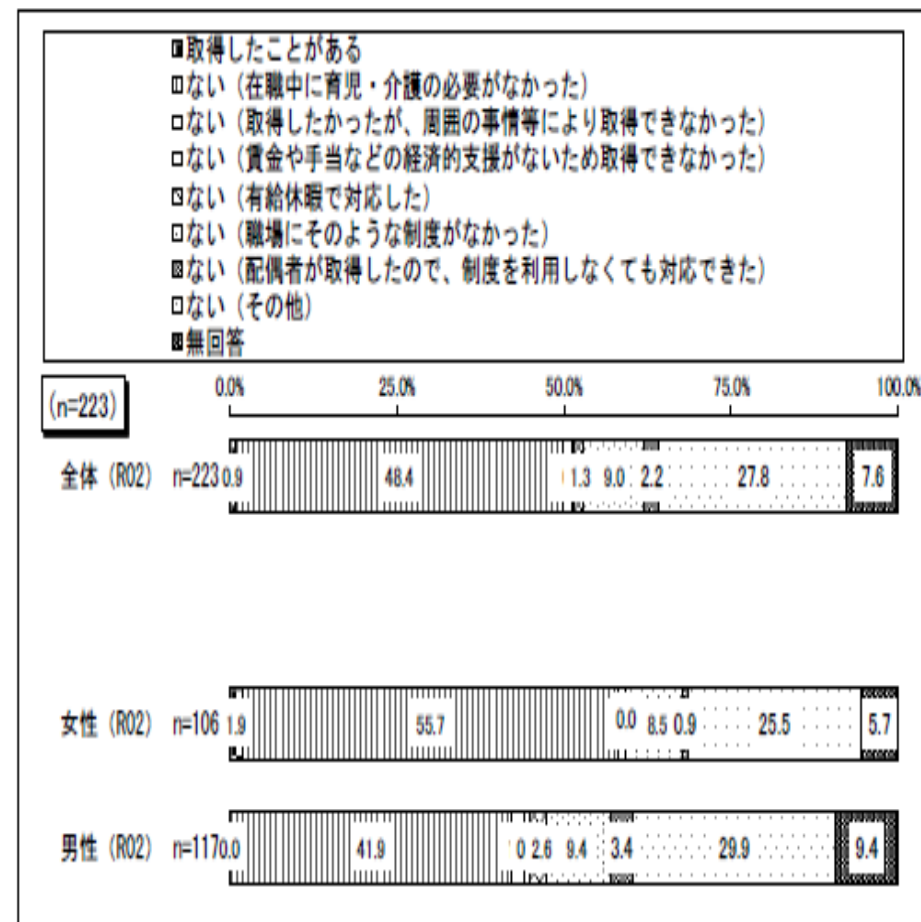 取得したことがある
ない（在職中に育児・介護の必要がなかった）
ない（取得したかったが、周囲の事情等により取得できなかった）
ない（賃金や手当などの経済的支援がないため取得できなかった）
ない（有給休暇で対応した）
ない（職場にそのような制度がなかった）
ない（配偶者が取得したので、制度を利用しなくても対応できた）
ない（その他）
無回答
(n=223)
0.0% 25.0% 50.0% 75.0% 100.0%
全体（R02） n=223 0.9 48.4 1.3 9.0 2.2 27.8 7.6
女性（R02） n=106 1.9 55.7 0.0 8.5 0.9 25.5 5.7
男性（R02） n=117 0.0 41.9 0 2.6 9.4 3.4 29.9 9.4